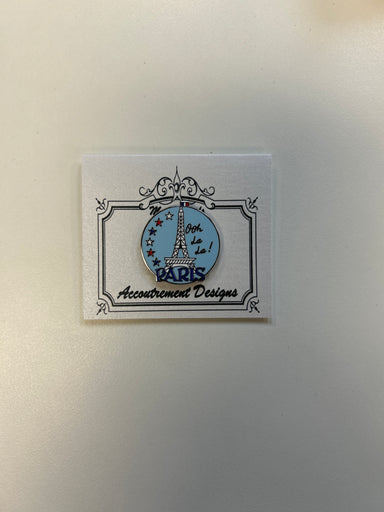 Ooh
La
La!
PARIS
Accoutrement Designs